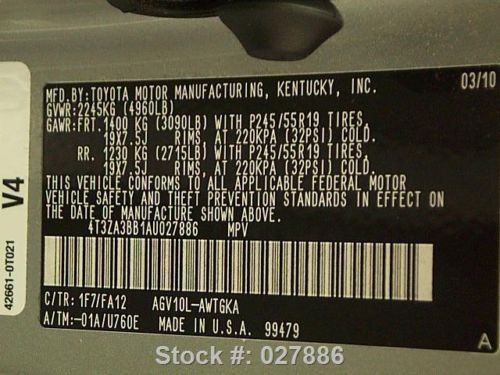 MFD.BY:TOYOTA MOTOR MANUFACTURING, KENTUCKY, INC. 03/10
GVWR:2245KG (4960LB)
GAWR:FRT. 1400 KG (3090LB) WITH P245/55R19 TIRES,
19X7.5J RIMS, AT 220KPA (32PSI) COLD.
RR. 1230 KG (2715LB) WITH P245/55R19 TIRES,
19X7.5J RIMS, AT 220KPA (32PSI) COLD.
THIS VEHICLE CONFORMS TO ALL APPLICABLE FEDERAL MOTOR
VEHICLE SAFETY AND THEFT PREVENTION STANDARDS IN EFFECT ON
THE DATE OF MANUFACTURE SHOWN ABOVE.
4T3ZA3BB1AU027886 MPV
C/TR: 1F7/FA12 AGV10L-AWTGKA
A/TM:-01A/U760E MADE IN U.S.A. 99479
A
V4
42661-0T021
Stock #: 027886